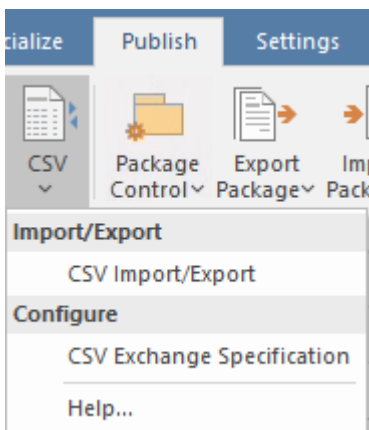 cialize Publish Settings
CSV Package Export Im
Control Package Pack
Import/Export
CSV Import/Export
Configure
CSV Exchange Specification
Help...